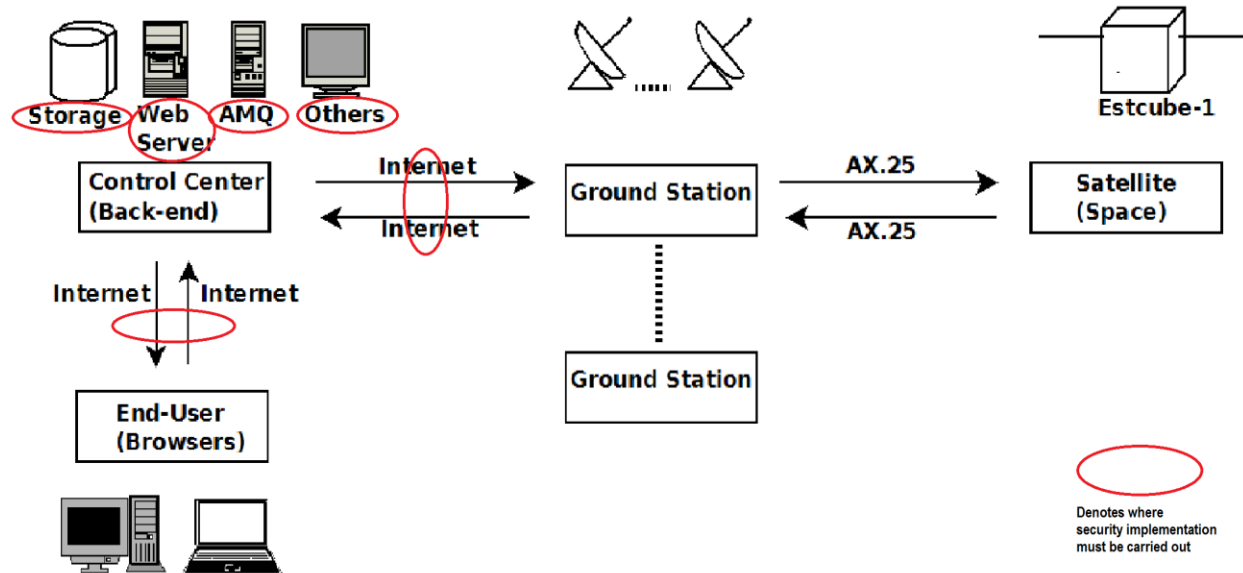 Storage
Web
Server
AMQ
Others
Estcube-1
Control Center
(Back-end)
Internet
Internet
Ground Station
AX.25
AX.25
Satellite
(Space)
Internet
Internet
Ground Station
End-User
(Browsers)
Denotes where
security implementation
must be carried out